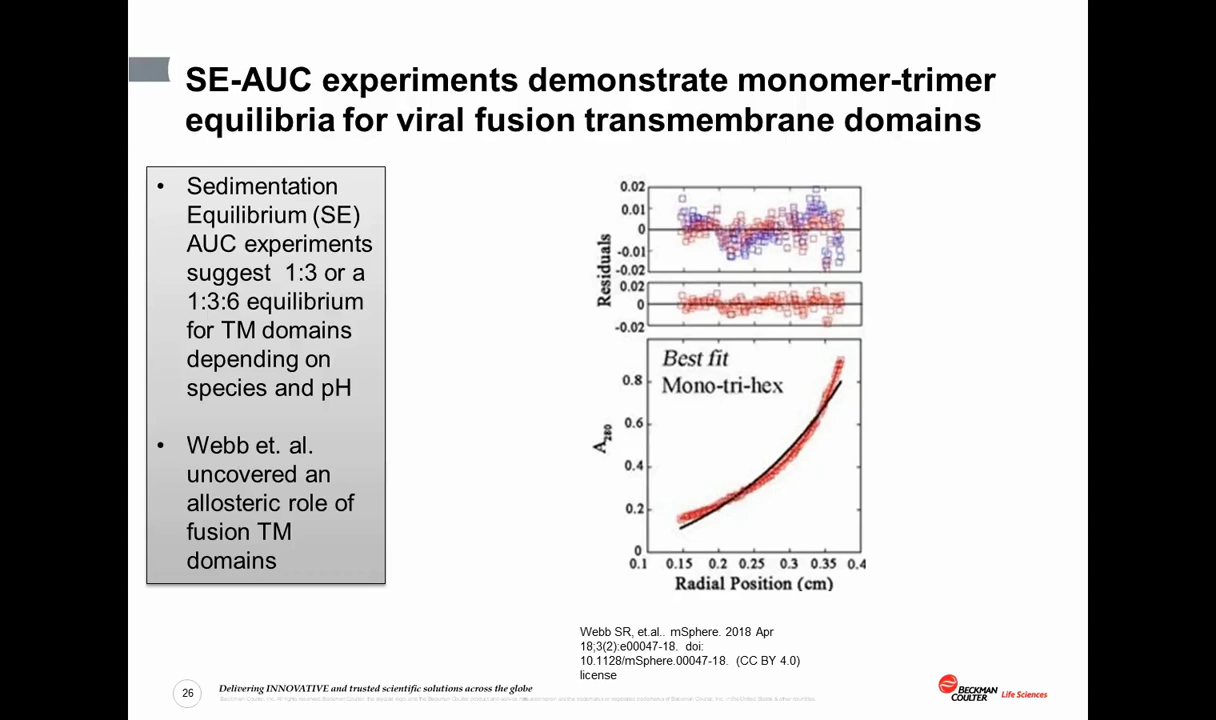 SE-AUC experiments demonstrate monomer-trimer
equilibria for viral fusion transmembrane domains
• Sedimentation
Equilibrium (SE)
AUC experiments
suggest 1:3 or a
1:3:6 equilibrium
for TM domains
depending on
species and pH
• Webb et. al.
uncovered an
allosteric role of
fusion TM
domains
Residuals
0.02
0.01
0
-0.01
-0.02
0.02
0
-0.02
Best fit
Mono-tri-hex
A280
0.8
0.6
0.4
0.2
0
0.1 0.15 0.2 0.25 0.3 0.35 0.4
Radial Position (cm)
Webb SR, et.al.. mSphere. 2018 Apr
18;3(2):e00047-18. doi:
10.1128/mSphere.00047-18. (CC BY 4.0)
license
26
Delivering INNOVATIVE and trusted scientific solutions across the globe
BECKMAN
COULTER
Life Sciences